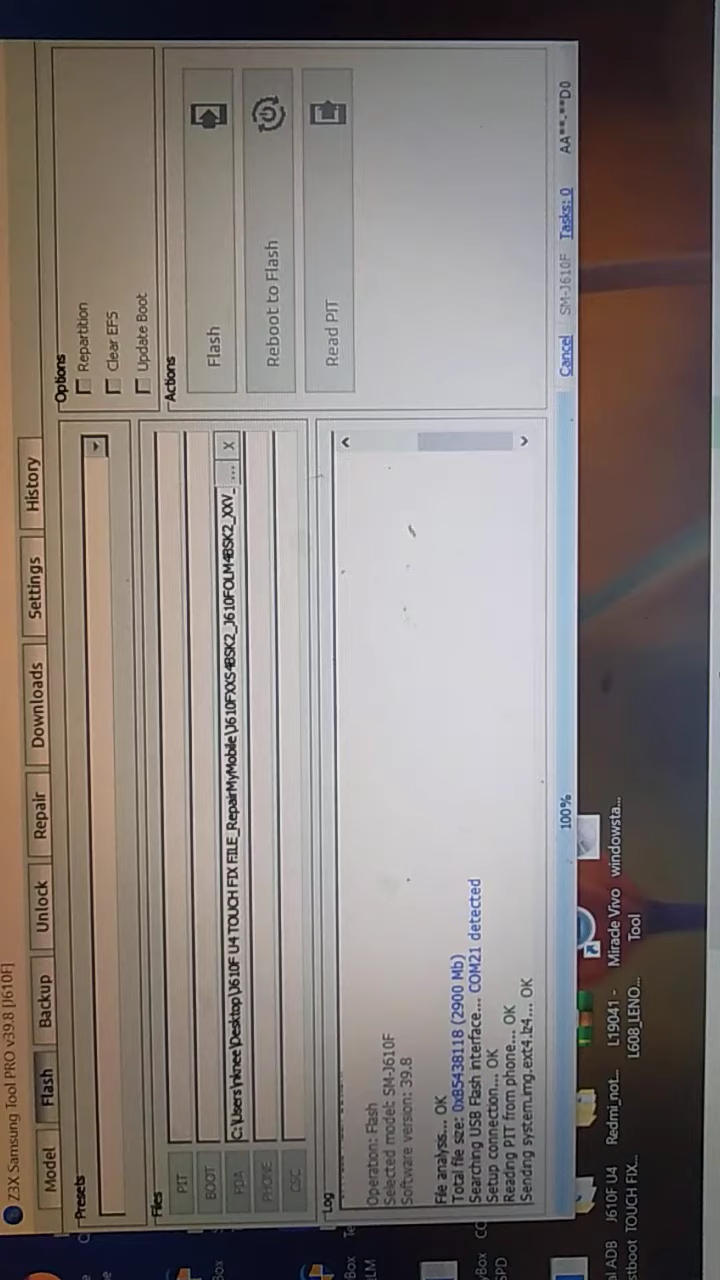 Z3X Samsung Tool PRO v39.8 [J610F]
Model Flash Backup Unlock Repair Downloads Settings History
Presets
Options
Repartition
Clear EFS
Update Boot
Files
PIT
BOOT
PDA C:\Users\nknee\Desktop\J610F U4 TOUCH FIX FILE_RepairMyMobile\J610FXXS4BSK2_J610FOLM4BSK2_XXV_ ... X
PHONE
CSC
Actions
Flash
Reboot to Flash
Read PIT
Log
Operation: Flash
Selected model: SM-J610F
Software version: 39.8
File analysis... OK
Total file size: 0xB5438118 (2900 Mb)
Searching USB Flash interface... COM21 detected
Setup connection... OK
Reading PIT from phone... OK
Sending system.img.ext4.lz4... OK
100% Cancel SM-J610F Tasks: 0 AA**-**D0
ADB
J610F U4
TOUCH FIX...
Redmi_not...
L19041 -
L608_LENO...
Miracle Vivo
Tool
windowsta...